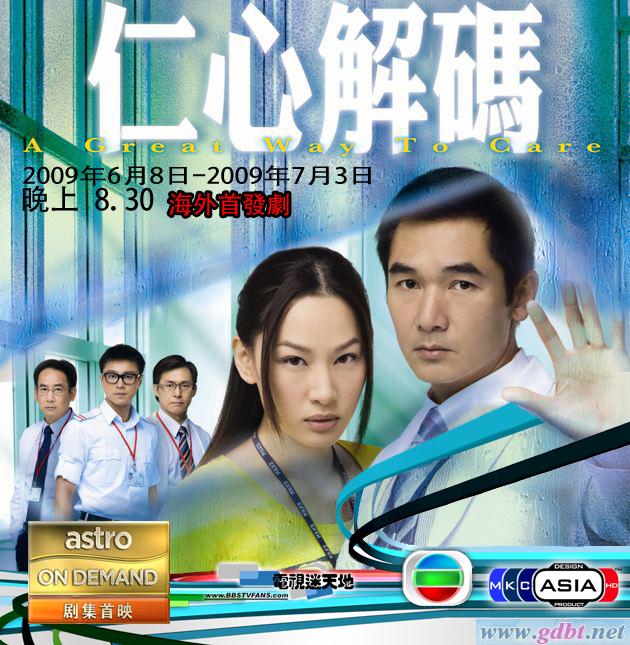 仁心解碼
A Great Way To Care
2009年6月8日-2009年7月3日
晚上 8.30 海外首發劇
astro
ON DEMAND
剧集首映
電視迷天地
www.BBSTVFANS.com
DESIGN
MKC ASIA HD
PRODUCT
www.gdbt.net